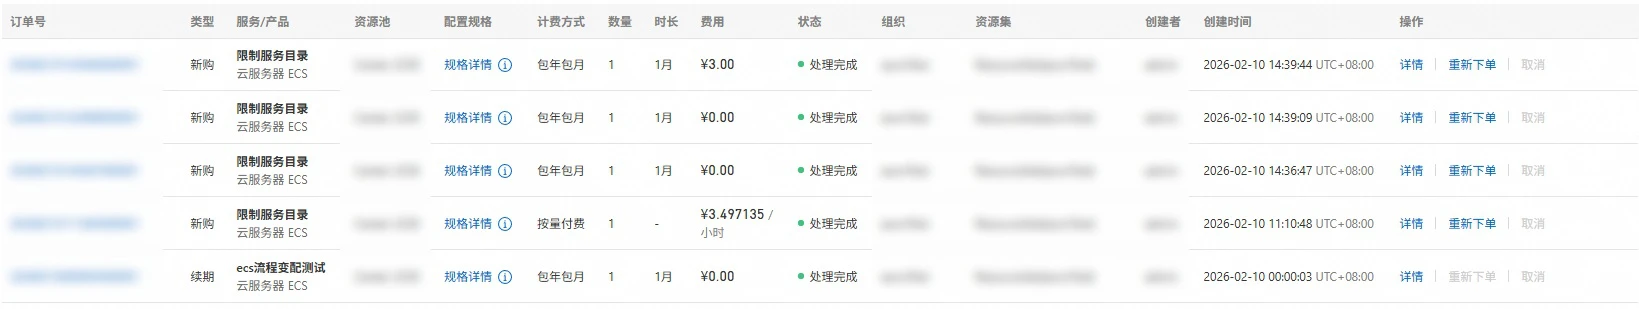 订单号 类型 服务/产品 资源池 配置规格 计费方式 数量 时长 费用 状态 组织 资源集 创建者 创建时间 操作
新购 限制服务目录 规格详情 包年包月 1 1月 ¥3.00 处理完成 2026-02-10 14:39:44 UTC+08:00 详情 重新下单 取消
云服务器 ECS
新购 限制服务目录 规格详情 包年包月 1 1月 ¥0.00 处理完成 2026-02-10 14:39:09 UTC+08:00 详情 重新下单 取消
云服务器 ECS
新购 限制服务目录 规格详情 包年包月 1 1月 ¥0.00 处理完成 2026-02-10 14:36:47 UTC+08:00 详情 重新下单 取消
云服务器 ECS
新购 限制服务目录 规格详情 按量付费 1 - ¥3.497135 / 处理完成 2026-02-10 11:10:48 UTC+08:00 详情 重新下单 取消
云服务器 ECS 小时
续期 ecs流程变配测试 规格详情 包年包月 1 1月 ¥0.00 处理完成 2026-02-10 00:00:03 UTC+08:00 详情 重新下单 取消
云服务器 ECS